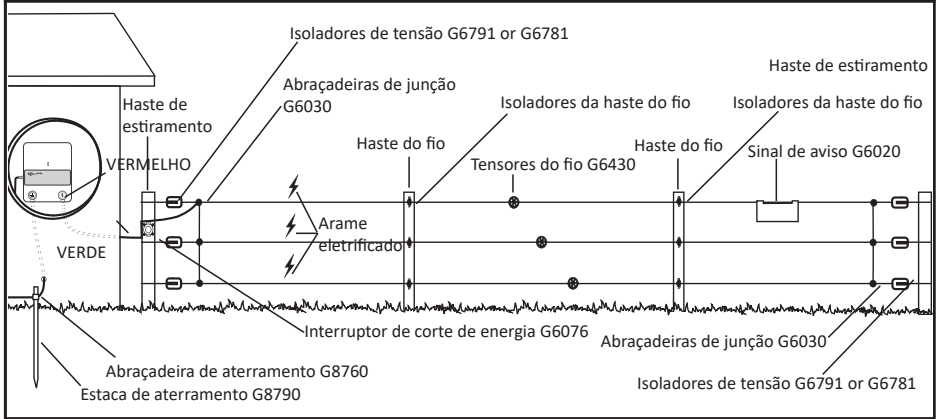 Isoladores de tensão G6791 or G6781
Haste de estiramento
Abraçadeiras de junção
G6030
Haste de
estiramento
Isoladores da haste do fio
Isoladores da haste do fio
Haste do fio
Tensores do fio G6430
Haste do fio
Sinal de aviso G6020
VERMELHO
Arame
eletrificado
VERDE
Interruptor de corte de energia G6076
Abraçadeiras de junção G6030
Abraçadeira de aterramento G8760
Isoladores de tensão G6791 or G6781
Estaca de aterramento G8790